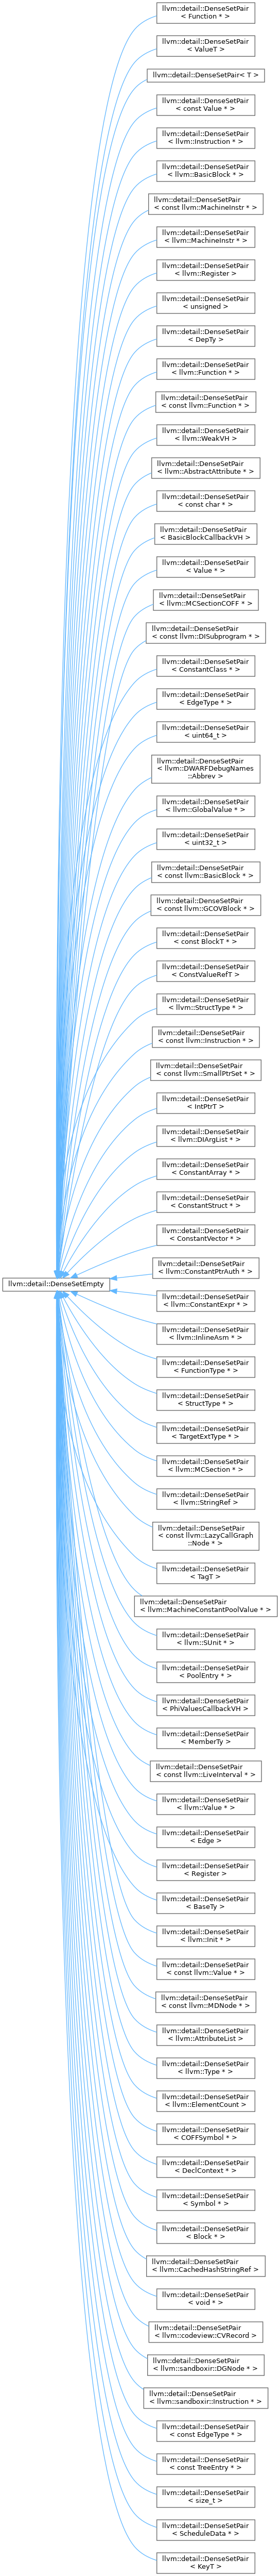 llvm::detail::DenseSetPair
< Function * >
llvm::detail::DenseSetPair
< ValueT >
llvm::detail::DenseSetPair< T >
llvm::detail::DenseSetPair
< const Value * >
llvm::detail::DenseSetPair
< llvm::Instruction * >
llvm::detail::DenseSetPair
< llvm::BasicBlock * >
llvm::detail::DenseSetPair
< const llvm::MachineInstr * >
llvm::detail::DenseSetPair
< llvm::MachineInstr * >
llvm::detail::DenseSetPair
< llvm::Register >
llvm::detail::DenseSetPair
< unsigned >
llvm::detail::DenseSetPair
< DepTy >
llvm::detail::DenseSetPair
< llvm::Function * >
llvm::detail::DenseSetPair
< const llvm::Function * >
llvm::detail::DenseSetPair
< llvm::WeakVH >
llvm::detail::DenseSetPair
< llvm::AbstractAttribute * >
llvm::detail::DenseSetPair
< const char * >
llvm::detail::DenseSetPair
< BasicBlockCallbackVH >
llvm::detail::DenseSetPair
< Value * >
llvm::detail::DenseSetPair
< llvm::MCSectionCOFF * >
llvm::detail::DenseSetPair
< const llvm::DISubprogram * >
llvm::detail::DenseSetPair
< ConstantClass * >
llvm::detail::DenseSetPair
< EdgeType * >
llvm::detail::DenseSetPair
< uint64_t >
llvm::detail::DenseSetPair
< llvm::DWARFDebugNames
::Abbrev >
llvm::detail::DenseSetPair
< llvm::GlobalValue * >
llvm::detail::DenseSetPair
< uint32_t >
llvm::detail::DenseSetPair
< const llvm::BasicBlock * >
llvm::detail::DenseSetPair
< const llvm::GCOVBlock * >
llvm::detail::DenseSetPair
< const BlockT * >
llvm::detail::DenseSetPair
< ConstValueRefT >
llvm::detail::DenseSetPair
< llvm::StructType * >
llvm::detail::DenseSetPair
< const llvm::Instruction * >
llvm::detail::DenseSetPair
< const llvm::SmallPtrSet * >
llvm::detail::DenseSetPair
< IntPtrT >
llvm::detail::DenseSetPair
< llvm::DIArgList * >
llvm::detail::DenseSetPair
< ConstantArray * >
llvm::detail::DenseSetPair
< ConstantStruct * >
llvm::detail::DenseSetPair
< ConstantVector * >
llvm::detail::DenseSetPair
< llvm::ConstantPtrAuth * >
llvm::detail::DenseSetEmpty
llvm::detail::DenseSetPair
< llvm::ConstantExpr * >
llvm::detail::DenseSetPair
< llvm::InlineAsm * >
llvm::detail::DenseSetPair
< FunctionType * >
llvm::detail::DenseSetPair
< StructType * >
llvm::detail::DenseSetPair
< TargetExtType * >
llvm::detail::DenseSetPair
< llvm::MCSection * >
llvm::detail::DenseSetPair
< llvm::StringRef >
llvm::detail::DenseSetPair
< const llvm::LazyCallGraph
::Node * >
llvm::detail::DenseSetPair
< TagT >
llvm::detail::DenseSetPair
< llvm::MachineConstantPoolValue * >
llvm::detail::DenseSetPair
< llvm::SUnit * >
llvm::detail::DenseSetPair
< PoolEntry * >
llvm::detail::DenseSetPair
< PhiValuesCallbackVH >
llvm::detail::DenseSetPair
< MemberTy >
llvm::detail::DenseSetPair
< const llvm::LiveInterval * >
llvm::detail::DenseSetPair
< llvm::Value * >
llvm::detail::DenseSetPair
< Edge >
llvm::detail::DenseSetPair
< Register >
llvm::detail::DenseSetPair
< BaseTy >
llvm::detail::DenseSetPair
< llvm::Init * >
llvm::detail::DenseSetPair
< const llvm::Value * >
llvm::detail::DenseSetPair
< const llvm::MDNode * >
llvm::detail::DenseSetPair
< llvm::AttributeList >
llvm::detail::DenseSetPair
< llvm::Type * >
llvm::detail::DenseSetPair
< llvm::ElementCount >
llvm::detail::DenseSetPair
< COFFSymbol * >
llvm::detail::DenseSetPair
< DeclContext * >
llvm::detail::DenseSetPair
< Symbol * >
llvm::detail::DenseSetPair
< Block * >
llvm::detail::DenseSetPair
< llvm::CachedHashStringRef >
llvm::detail::DenseSetPair
< void * >
llvm::detail::DenseSetPair
< llvm::codeview::CVRecord >
llvm::detail::DenseSetPair
< llvm::sandboxir::DGNode * >
llvm::detail::DenseSetPair
< llvm::sandboxir::Instruction * >
llvm::detail::DenseSetPair
< const EdgeType * >
llvm::detail::DenseSetPair
< const TreeEntry * >
llvm::detail::DenseSetPair
< size_t >
llvm::detail::DenseSetPair
< ScheduleData * >
llvm::detail::DenseSetPair
< KeyT >